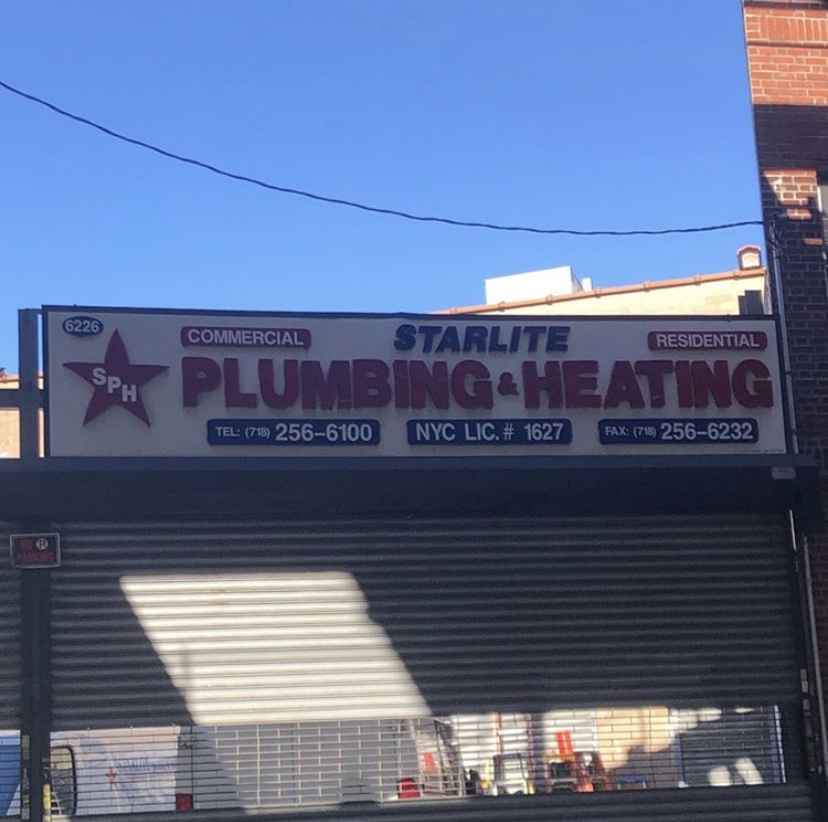 6226
COMMERCIAL
STARLITE
RESIDENTIAL
SPH
PLUMBING & HEATING
TEL: (718) 256-6100
NYC LIC. # 1627
FAX: (718) 256-6232
NO P
PARKING